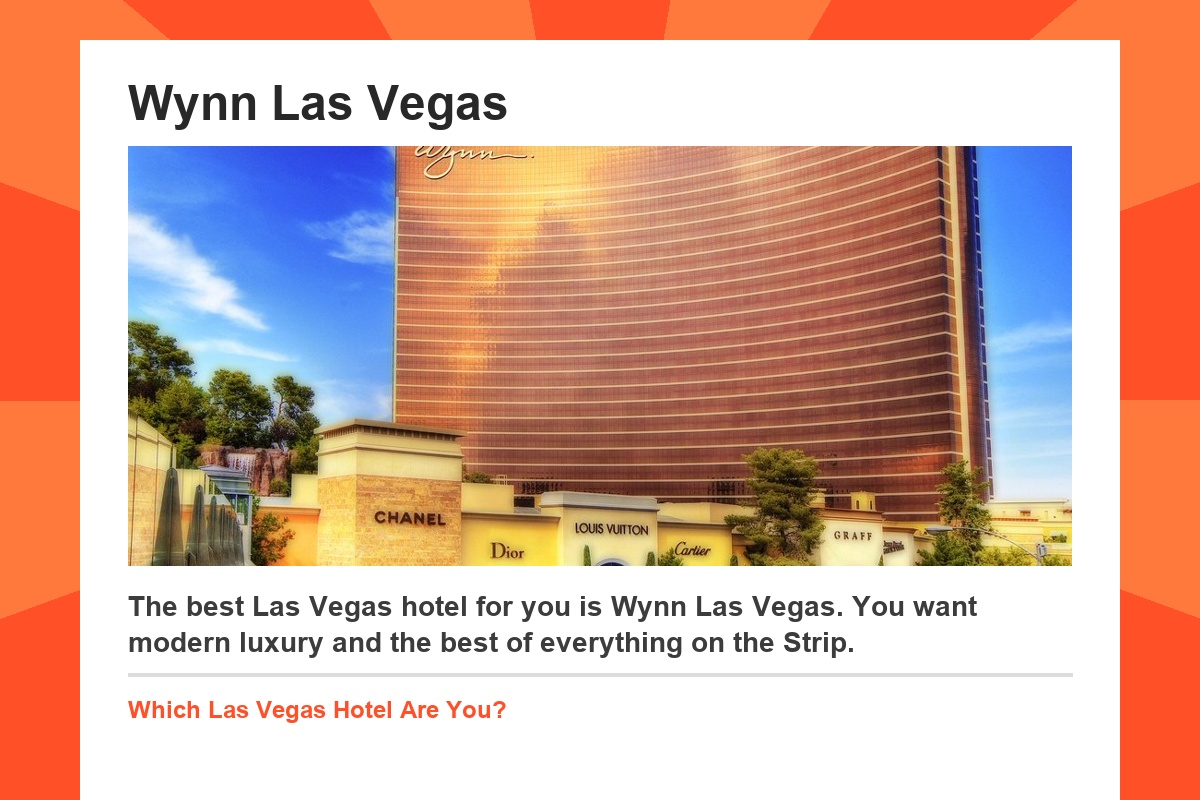 Wynn Las Vegas
Wynn.
CHANEL
Dior
LOUIS VUITTON
Cartier
GRAFF
The best Las Vegas hotel for you is Wynn Las Vegas. You want
modern luxury and the best of everything on the Strip.
Which Las Vegas Hotel Are You?